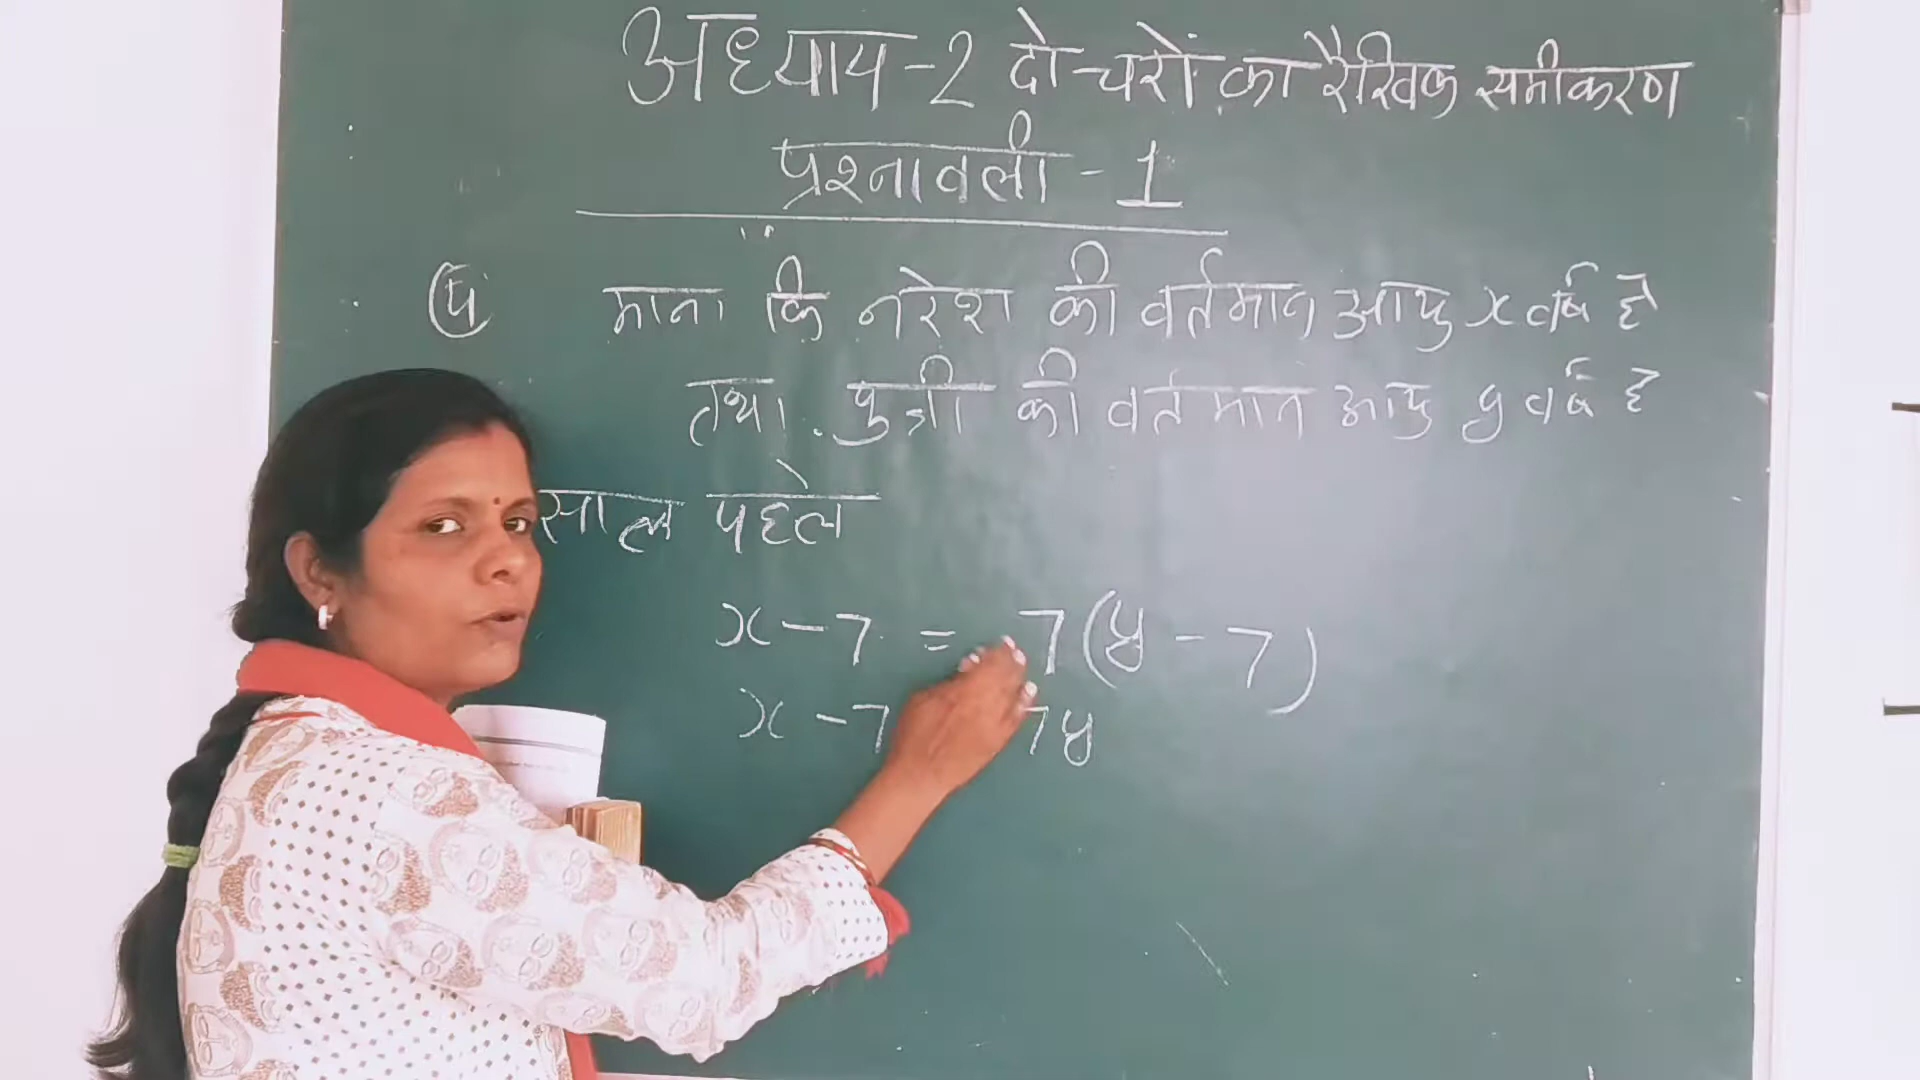 अध्याय-2 दो चरों का रैखिक समीकरण
प्रश्नावली - 1
माना कि नरेश की वर्तमान आयु x वर्ष है
तथा पुत्री की वर्तमान आयु y वर्ष है
साल पहले
x - 7 = 7(y - 7)
x - 7 7y